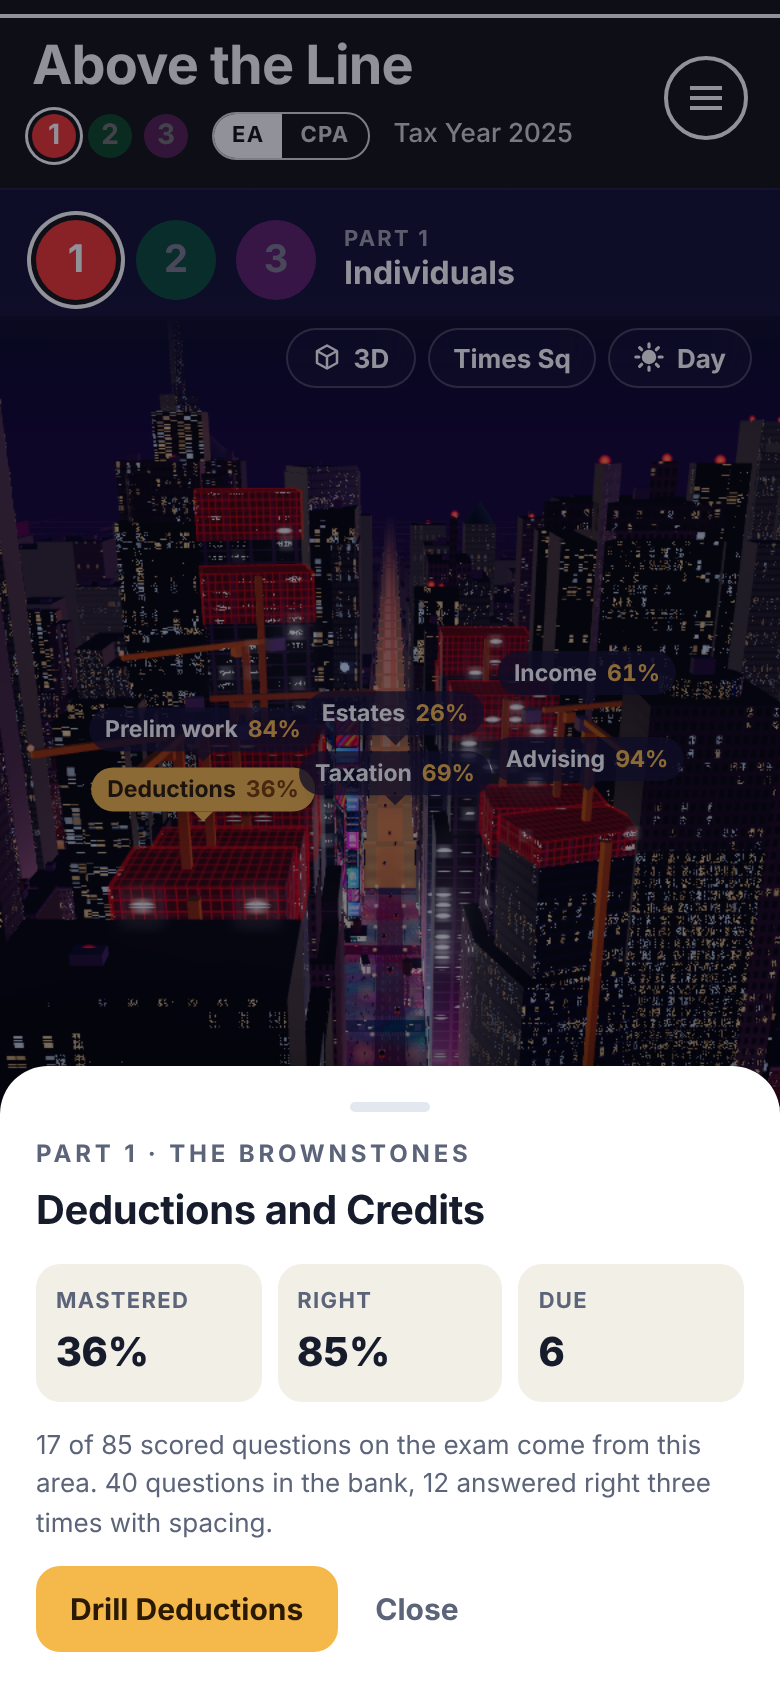 Above the Line
1 2 3 EA CPA Tax Year 2025
1 2 3
PART 1
Individuals
3D Times Sq Day
Income 61%
Estates 26%
Prelim work 84%
Advising 94%
Taxation 69%
Deductions 36%
PART 1 · THE BROWNSTONES
Deductions and Credits
MASTERED
36%
RIGHT
85%
DUE
6
17 of 85 scored questions on the exam come from this
area. 40 questions in the bank, 12 answered right three
times with spacing.
Drill Deductions Close